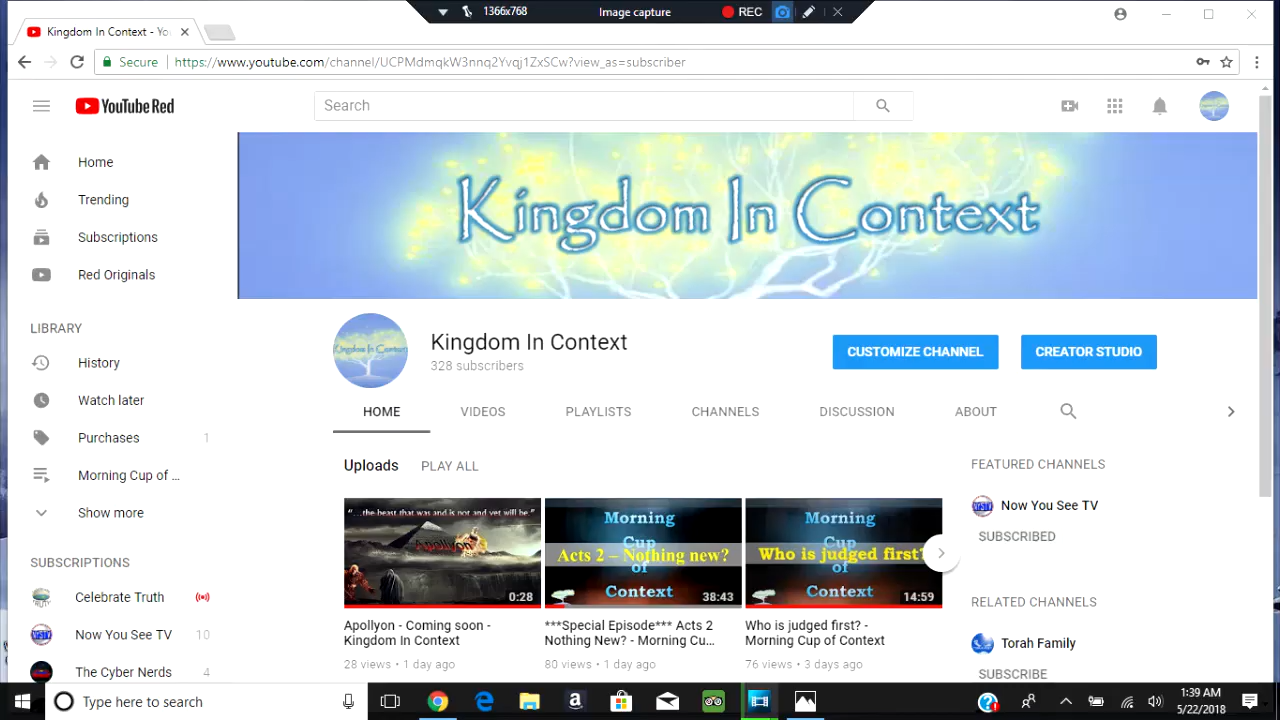 1366x768 Image capture REC
Kingdom In Context - Yo
Secure https://www.youtube.com/channel/UCPMdmqkW3nnq2Yvqj1ZxSCw?view_as=subscriber
YouTube Red
Search
Home
Trending
Subscriptions
Red Originals
LIBRARY
History
Watch later
Purchases 1
Morning Cup of ...
Show more
SUBSCRIPTIONS
Celebrate Truth
Now You See TV 10
The Cyber Nerds 4
Kingdom In Context
Kingdom In Context
Kingdom In Context
328 subscribers
CUSTOMIZE CHANNEL
CREATOR STUDIO
HOME VIDEOS PLAYLISTS CHANNELS DISCUSSION ABOUT
Uploads PLAY ALL
"...the beast that was and is not and yet will be."
0:28
Apollyon - Coming soon -
Kingdom In Context
28 views • 1 day ago
Morning
Cup
Acts 2 – Nothing new?
of
Context
38:43
***Special Episode*** Acts 2
Nothing New? - Morning Cu...
80 views • 1 day ago
Morning
Cup
Who is judged first?
of
Context
14:59
Who is judged first? -
Morning Cup of Context
76 views • 3 days ago
FEATURED CHANNELS
Now You See TV
SUBSCRIBED
RELATED CHANNELS
Torah Family
SUBSCRIBE
Type here to search
1:39 AM
5/22/2018